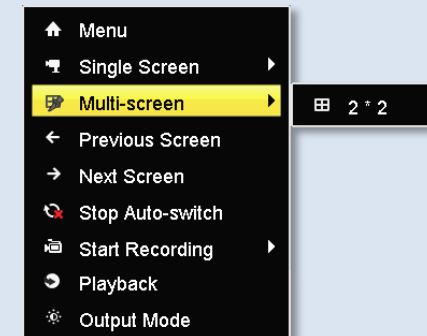 Menu
Single Screen
Multi-screen
2 * 2
Previous Screen
Next Screen
Stop Auto-switch
Start Recording
Playback
Output Mode